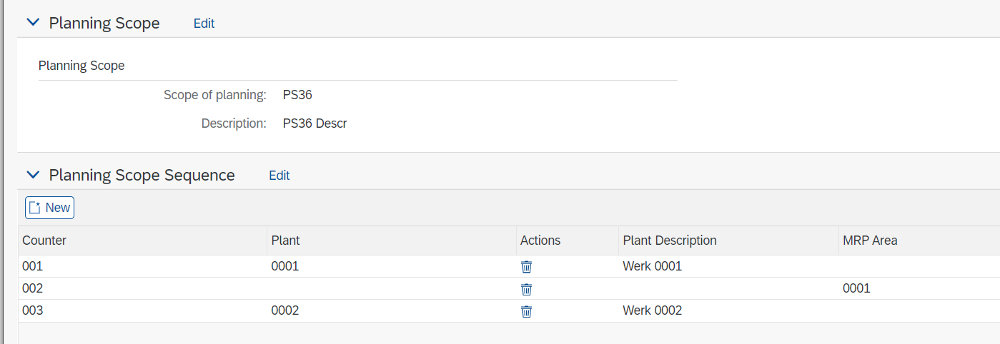 Planning Scope Edit
Planning Scope
Scope of planning: PS36
Description: PS36 Descr
Planning Scope Sequence Edit
New
Counter Plant Actions Plant Description MRP Area
001 0001 Werk 0001
002 0001
003 0002 Werk 0002